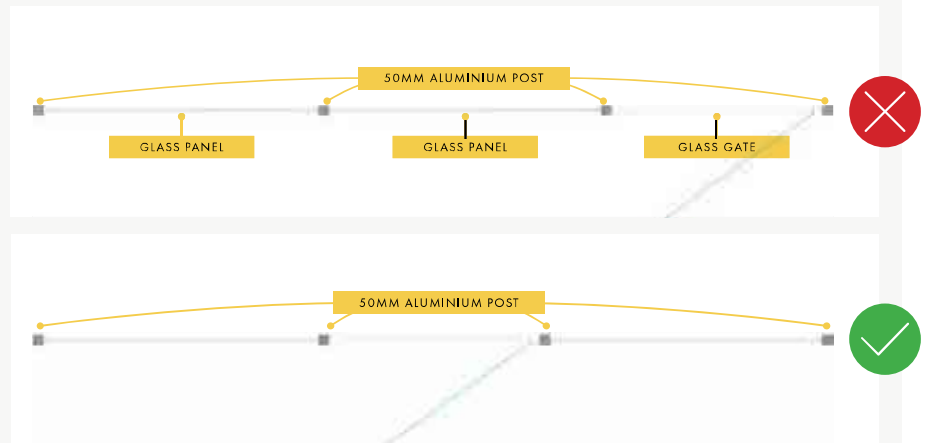 50MM ALUMINIUM POST
GLASS PANEL
GLASS PANEL
GLASS GATE
50MM ALUMINIUM POST